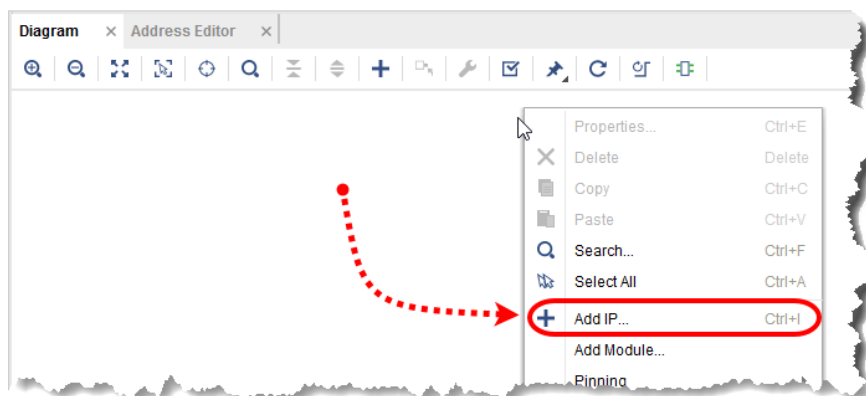 Diagram × Address Editor ×
Properties... Ctrl+E
Delete Delete
Copy Ctrl+C
Paste Ctrl+V
Search... Ctrl+F
Select All Ctrl+A
Add IP... Ctrl+I
Add Module...
Pinning